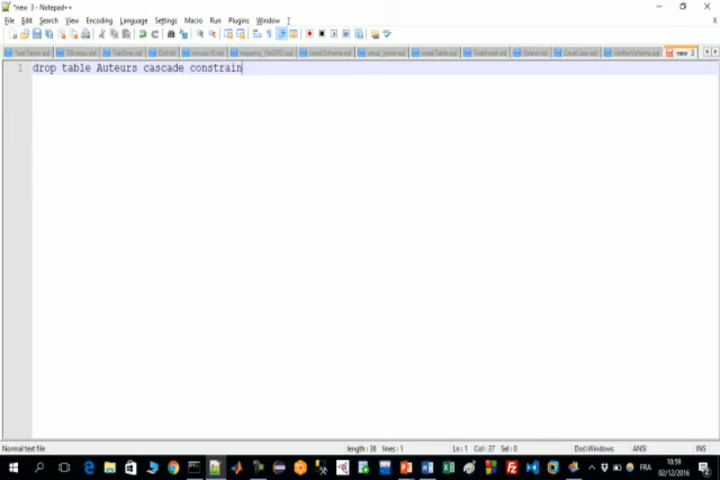 *new 3 - Notepad++
File Edit Search View Encoding Language Settings Macro Run Plugins Window ?
new 3
1 drop table Auteurs cascade constrain
Normal text file length : 36 lines : 1 Ln : 1 Col : 37 Sel : 0 Dos\Windows ANSI INS
FRA
10:59
02/12/2016